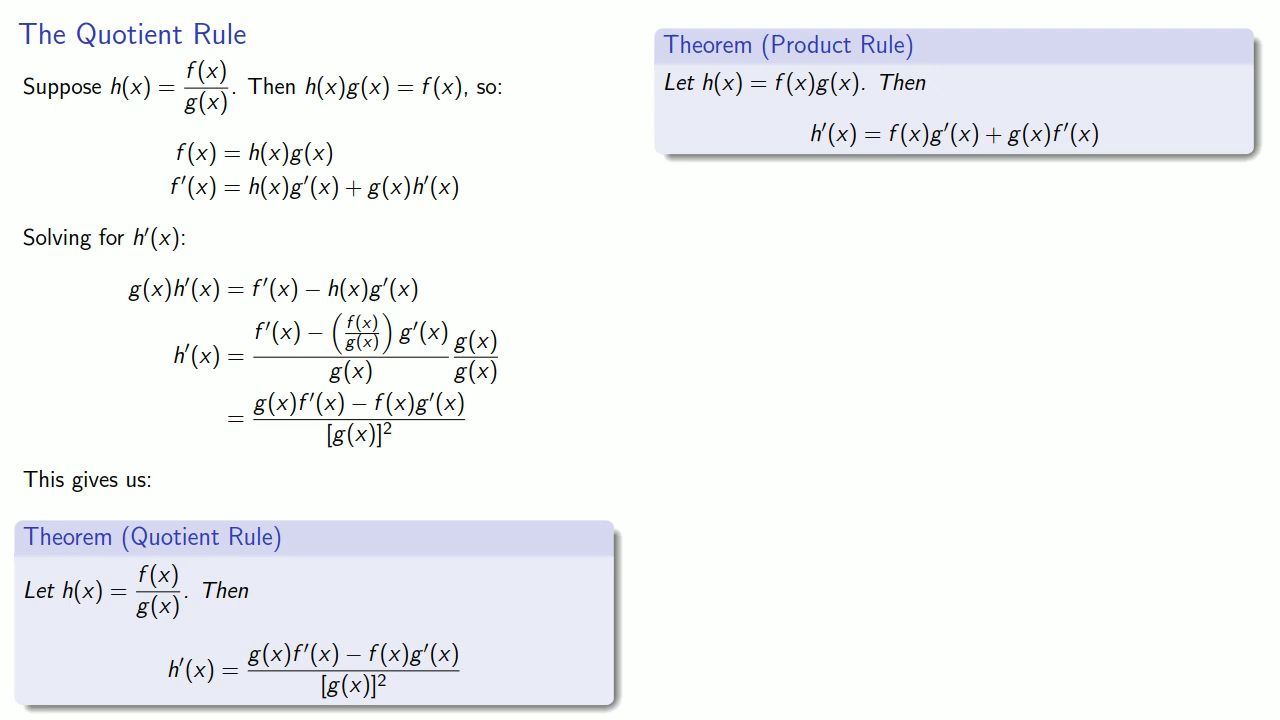 The Quotient Rule
Suppose h(x) = f(x)/g(x). Then h(x)g(x) = f(x), so:
f(x) = h(x)g(x)
f′(x) = h(x)g′(x) + g(x)h′(x)
Solving for h′(x):
g(x)h′(x) = f′(x) − h(x)g′(x)
h′(x) = (f′(x) − (f(x)/g(x)) g′(x))/g(x) g(x)/g(x)
= (g(x)f′(x) − f(x)g′(x))/[g(x)]²
This gives us:
Theorem (Quotient Rule)
Let h(x) = f(x)/g(x). Then
h′(x) = (g(x)f′(x) − f(x)g′(x))/[g(x)]²
Theorem (Product Rule)
Let h(x) = f(x)g(x). Then
h′(x) = f(x)g′(x) + g(x)f′(x)